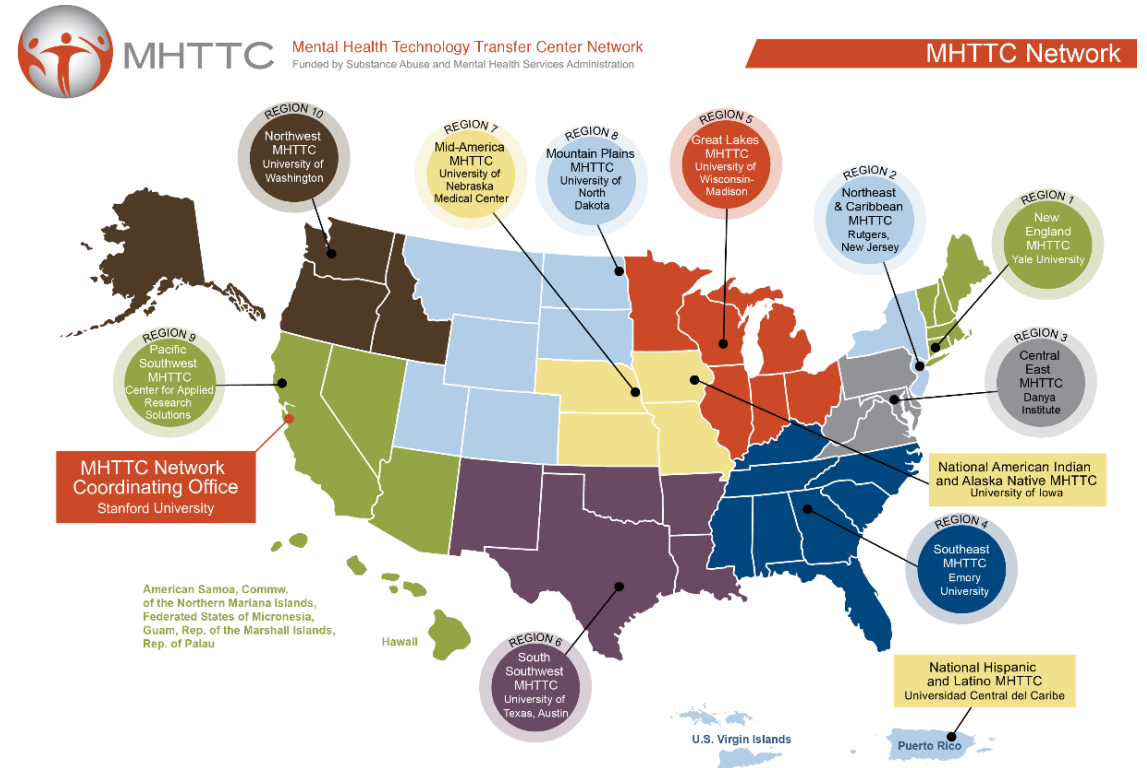 MHTTC
Mental Health Technology Transfer Center Network
Funded by Substance Abuse and Mental Health Services Administration
MHTTC Network
REGION 10
Northwest
MHTTC
University of
Washington
REGION 7
Mid-America
MHTTC
University of
Nebraska
Medical Center
REGION 8
Mountain Plains
MHTTC
University of
North
Dakota
REGION 5
Great Lakes
MHTTC
University of
Wisconsin-
Madison
REGION 2
Northeast
& Caribbean
MHTTC
Rutgers,
New Jersey
REGION 1
New
England
MHTTC
Yale University
REGION 9
Pacific
Southwest
MHTTC
Center for Applied
Research
Solutions
REGION 3
Central
East
MHTTC
Danya
Institute
MHTTC Network
Coordinating Office
Stanford University
National American Indian
and Alaska Native MHTTC
University of Iowa
REGION 4
Southeast
MHTTC
Emory
University
American Samoa, Commw.
of the Northern Mariana Islands,
Federated States of Micronesia,
Guam, Rep. of the Marshall Islands,
Rep. of Palau
Hawaii
REGION 6
South
Southwest
MHTTC
University of
Texas, Austin
National Hispanic
and Latino MHTTC
Universidad Central del Caribe
U.S. Virgin Islands
Puerto Rico